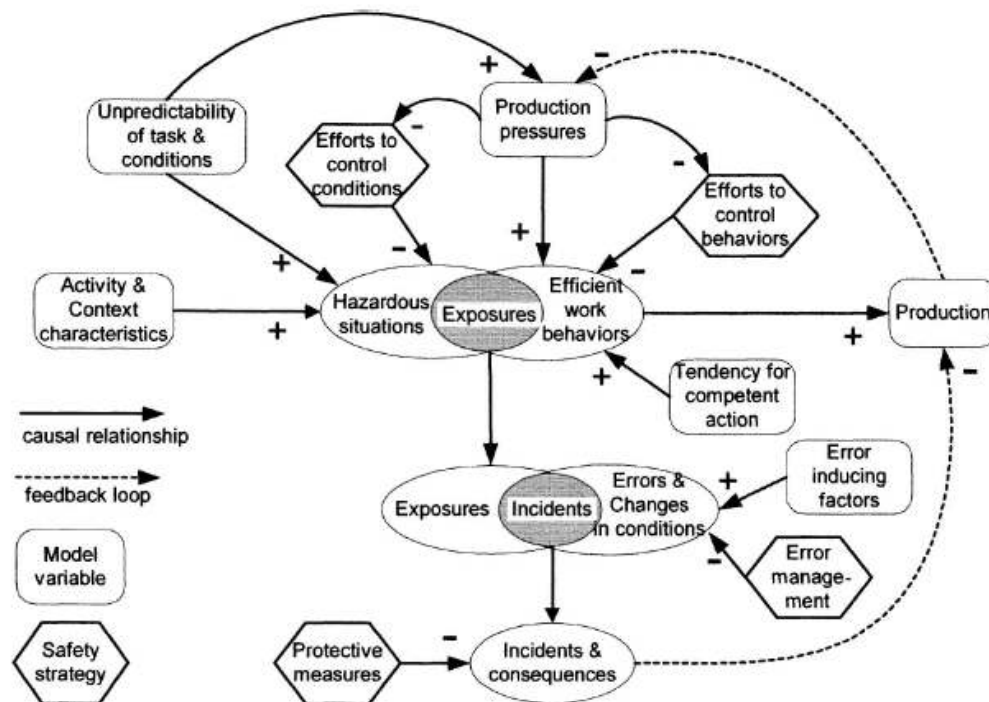 -
+
Unpredictability
of task &
conditions
Production
pressures
-
Efforts to
control
conditions
-
Efforts to
control
behaviors
+
-
+
-
Activity &
Context
characteristics
+
Hazardous
situations
Exposures
Efficient
work
behaviors
+
Production
-
+
Tendency for
competent
action
causal relationship
feedback loop
Exposures
Incidents
Errors &
Changes
in conditions
+
Error
inducing
factors
-
Error
manage-
ment
Model
variable
Safety
strategy
Protective
measures
-
Incidents &
consequences